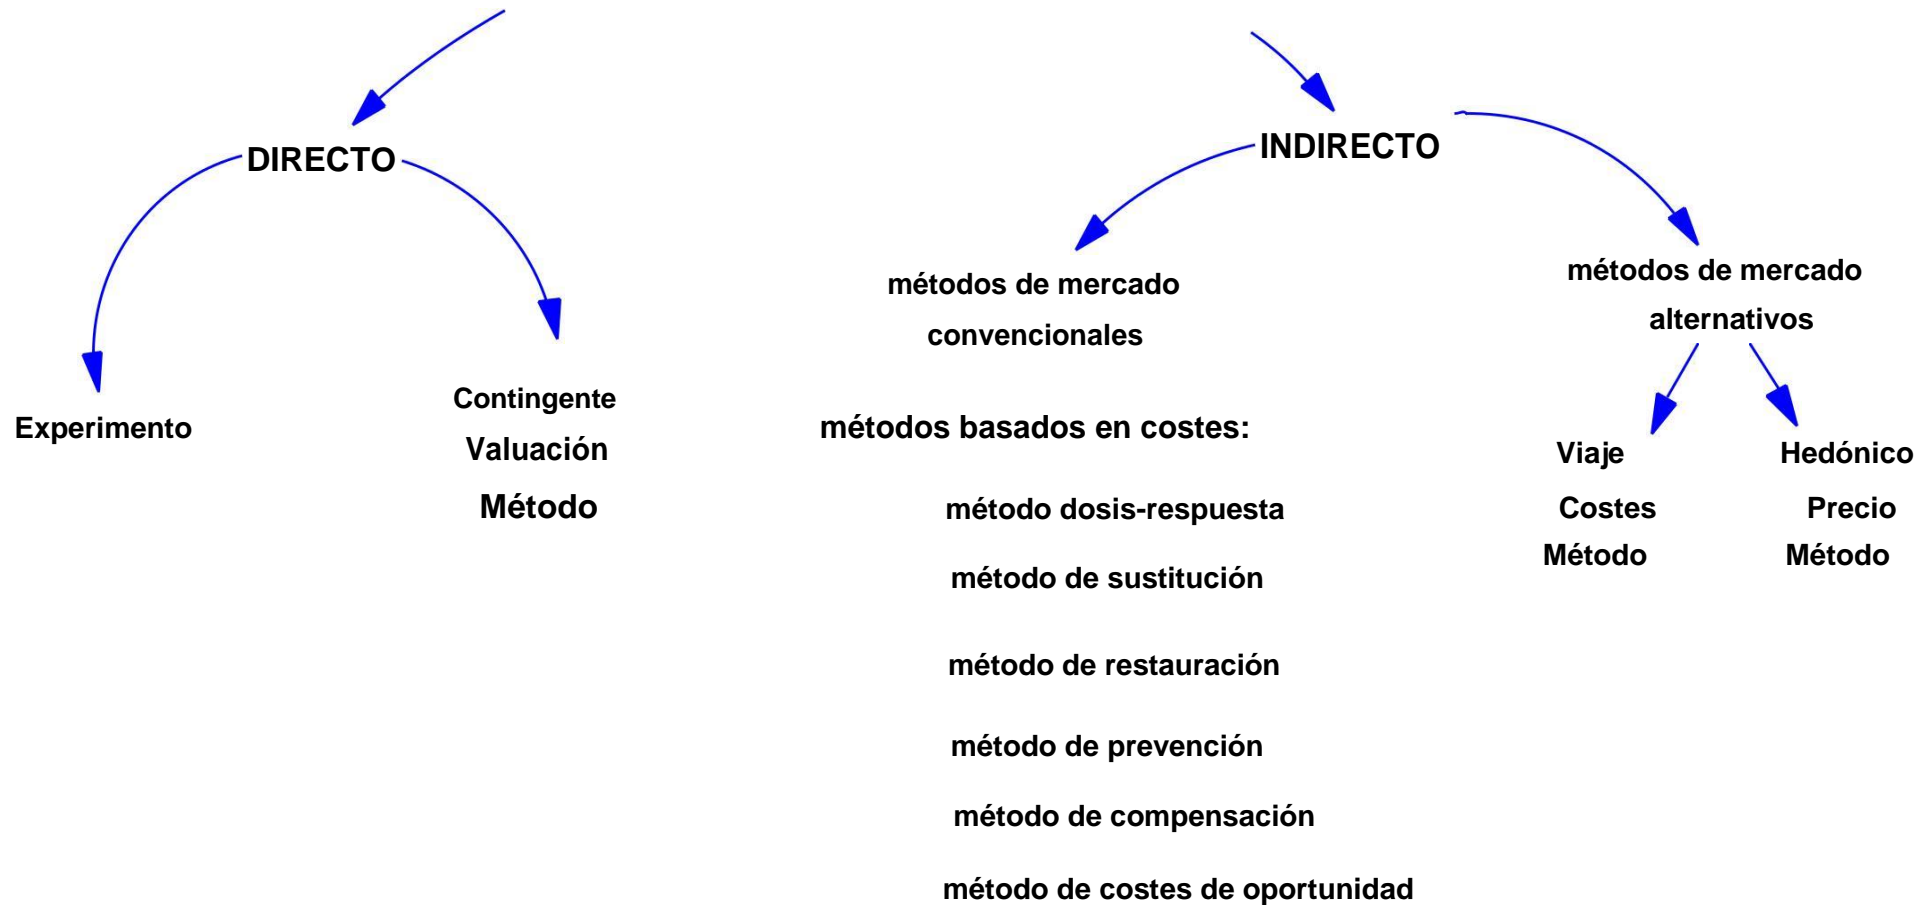 DIRECTO
INDIRECTO
Experimento
Contingente
Valuación
Método
métodos de mercado
convencionales
métodos basados en costes:
método dosis-respuesta
método de sustitución
método de restauración
método de prevención
método de compensación
método de costes de oportunidad
métodos de mercado
alternativos
Viaje
Costes
Método
Hedónico
Precio
Método